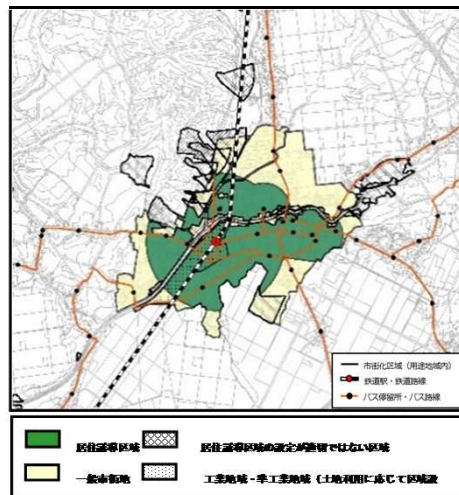 市街化区域（用途地域内）
鉄道駅・鉄道路線
バス停留所・バス路線
居住誘導区域
居住誘導区域の設定が適切ではない区域
一般市街地
工業地域・準工業地域（土地利用に応じて区域設